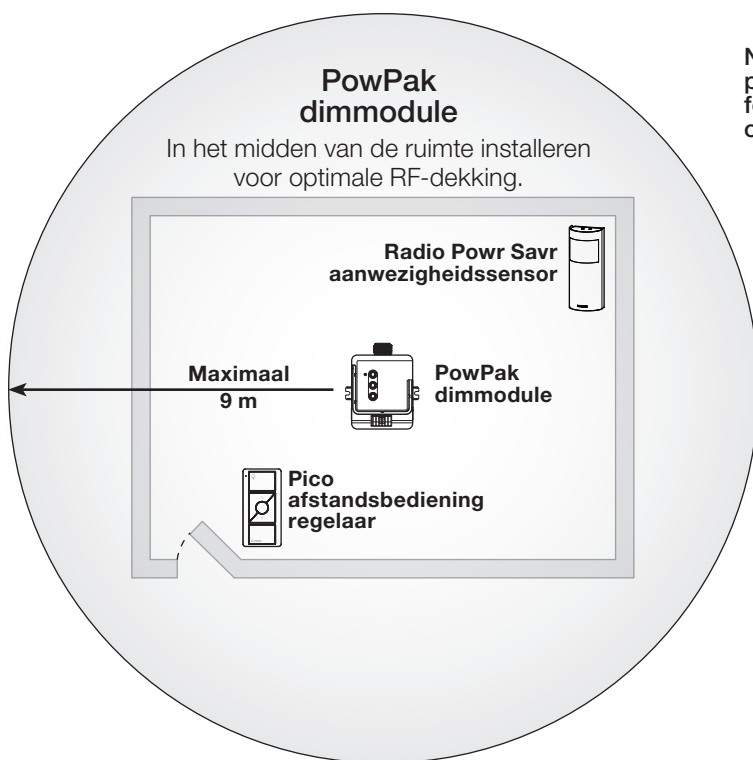 PowPak
dimmodule
In het midden van de ruimte installeren
voor optimale RF-dekking.
Radio Powr Savr
aanwezigheidssensor
Maximaal
9 m
PowPak
dimmodule
Pico
afstandsbediening
regelaar